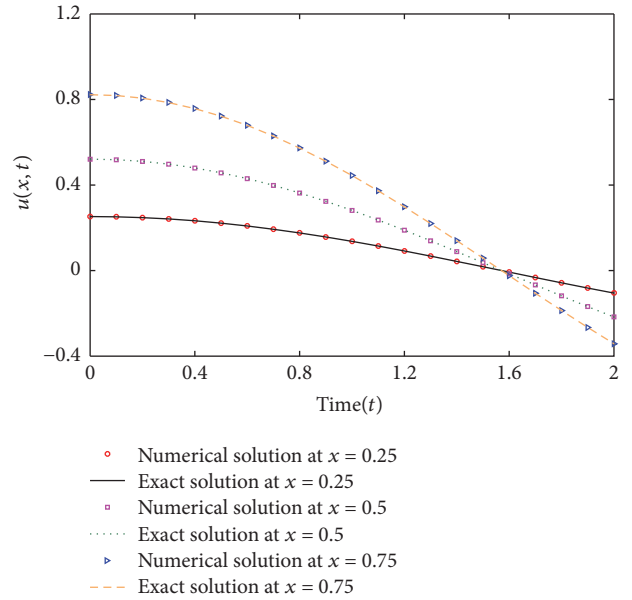 1.2
0.8
0.4
0
−0.4
u(x, t)
0 0.4 0.8 1.2 1.6 2
Time(t)
Numerical solution at x = 0.25
Exact solution at x = 0.25
Numerical solution at x = 0.5
Exact solution at x = 0.5
Numerical solution at x = 0.75
Exact solution at x = 0.75